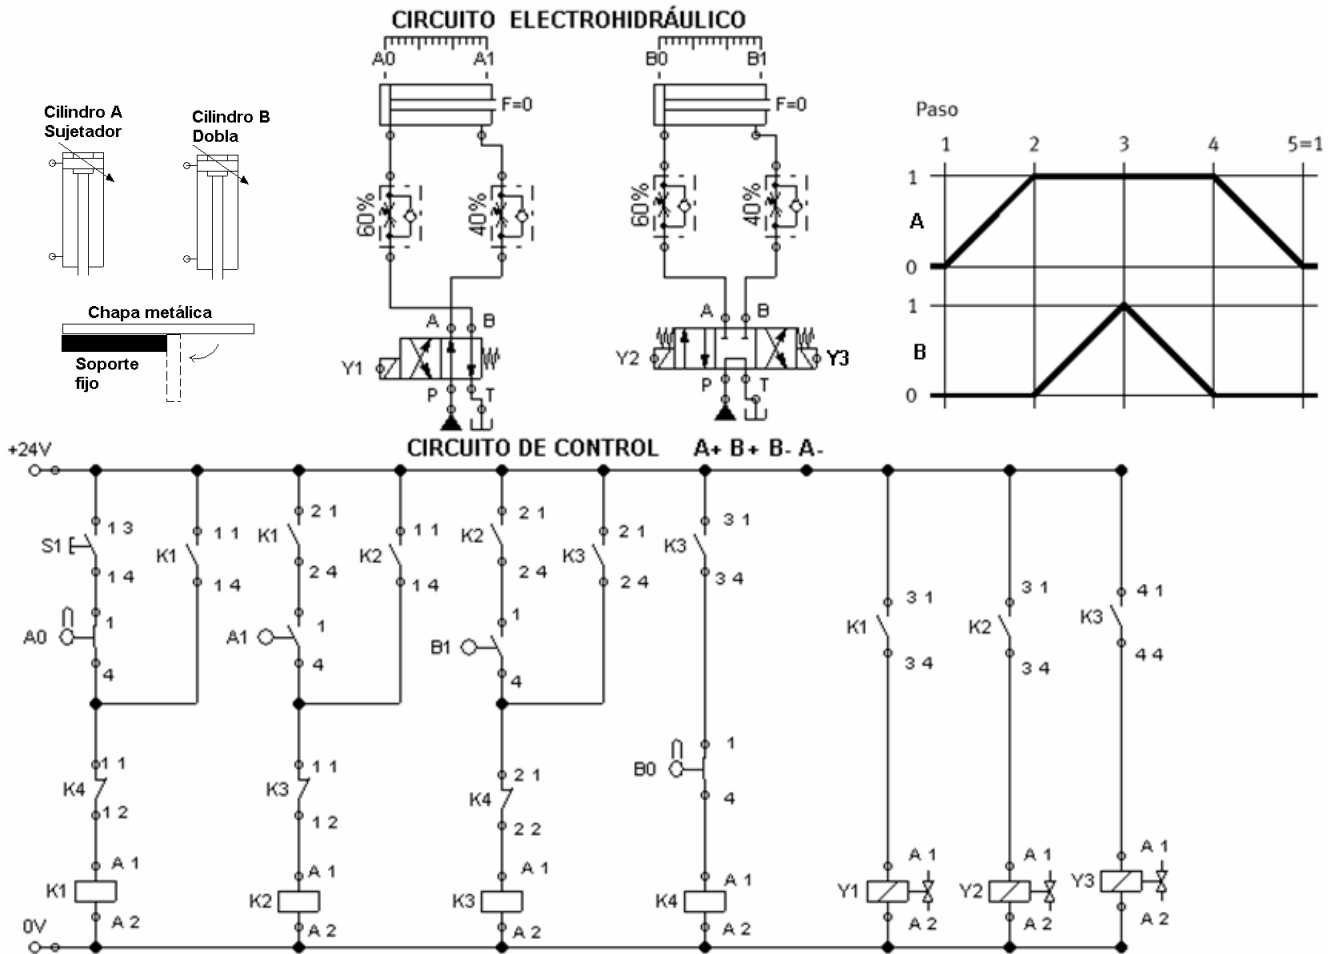 CIRCUITO ELECTROHIDRÁULICO
A0 A1 B0 B1
F=0 F=0
Cilindro A
Sujetador
Cilindro B
Dobla
60% 40% 60% 40%
Chapa metálica
Soporte
fijo
A B
Y1
P T
A B
Y2 Y3
P T
Paso
1 2 3 4 5=1
1
A
0
1
B
0
CIRCUITO DE CONTROL A+ B+ B- A-
+24V
S1 13 14
A0 1 4
K4 11 12
K1 A1 A2
K1 11 14
K1 21 24
A1 1 4
K3 11 12
K2 A1 A2
K2 11 14
K2 21 24
B1 1 4
K4 21 22
K3 A1 A2
K3 21 24
K3 31 34
B0 1 4
K4 A1 A2
K1 31 34
Y1 A1 A2
K2 31 34
Y2 A1 A2
K3 41 44
Y3 A1 A2
0V